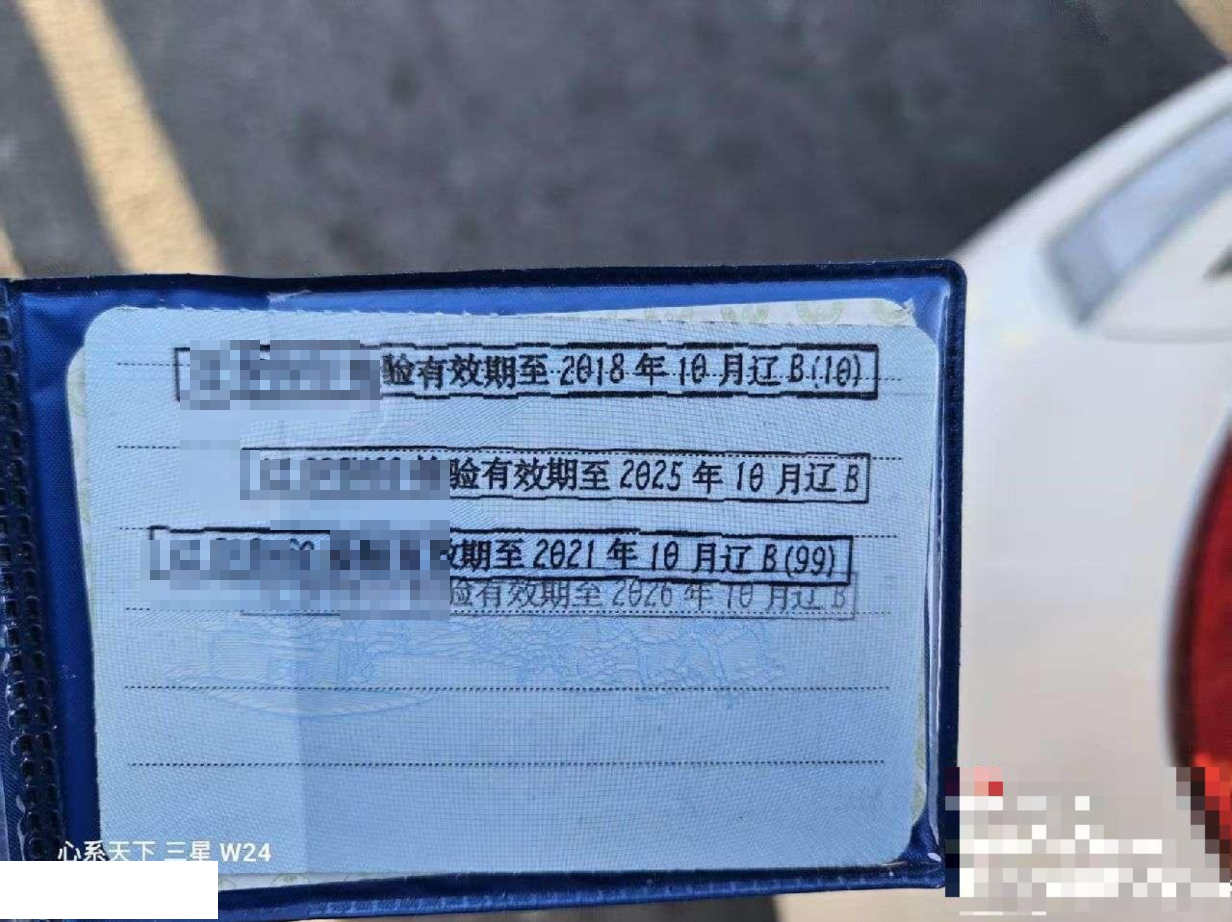 验有效期至 2018 年 10 月辽 B(10)
验有效期至 2025 年 10 月辽 B
效期至 2021 年 10 月辽 B(99)
验有效期至 2026 年 10 月辽 B
心系天下 三星 W24